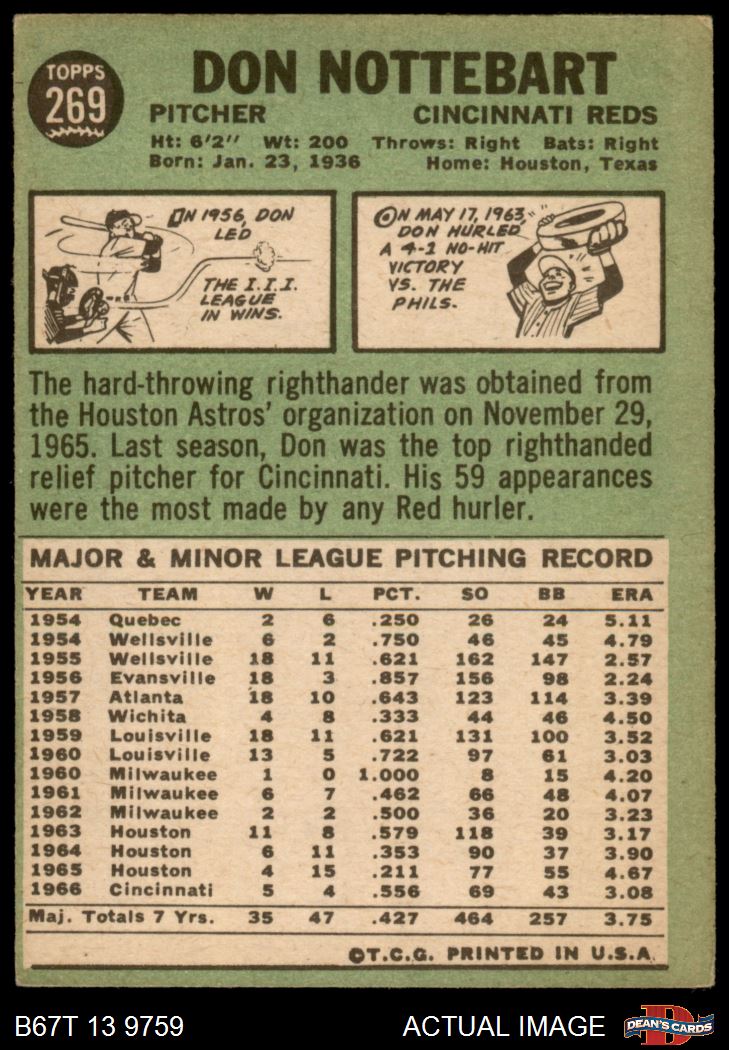 TOPPS
269
DON NOTTEBART
PITCHER CINCINNATI REDS
Ht: 6'2" Wt: 200 Throws: Right Bats: Right
Born: Jan. 23, 1936 Home: Houston, Texas
IN 1956, DON
LED
THE I.I.I.
LEAGUE
IN WINS.
ON MAY 17, 1963,
DON HURLED
A 4-1 NO-HIT
VICTORY
VS. THE
PHILS.
The hard-throwing righthander was obtained from
the Houston Astros' organization on November 29,
1965. Last season, Don was the top righthanded
relief pitcher for Cincinnati. His 59 appearances
were the most made by any Red hurler.
MAJOR & MINOR LEAGUE PITCHING RECORD
YEAR TEAM W L PCT. SO BB ERA
1954 Quebec 2 6 .250 26 24 5.11
1954 Wellsville 6 2 .750 46 45 4.79
1955 Wellsville 18 11 .621 162 147 2.57
1956 Evansville 18 3 .857 156 98 2.24
1957 Atlanta 18 10 .643 123 114 3.39
1958 Wichita 4 8 .333 44 46 4.50
1959 Louisville 18 11 .621 131 100 3.52
1960 Louisville 13 5 .722 97 61 3.03
1960 Milwaukee 1 0 1.000 8 15 4.20
1961 Milwaukee 6 7 .462 66 48 4.07
1962 Milwaukee 2 2 .500 36 20 3.23
1963 Houston 11 8 .579 118 39 3.17
1964 Houston 6 11 .353 90 37 3.90
1965 Houston 4 15 .211 77 55 4.67
1966 Cincinnati 5 4 .556 69 43 3.08
Maj. Totals 7 Yrs. 35 47 .427 464 257 3.75
©T.C.G. PRINTED IN U.S.A.
B67T 13 9759 ACTUAL IMAGE
D
DEAN'S CARDS